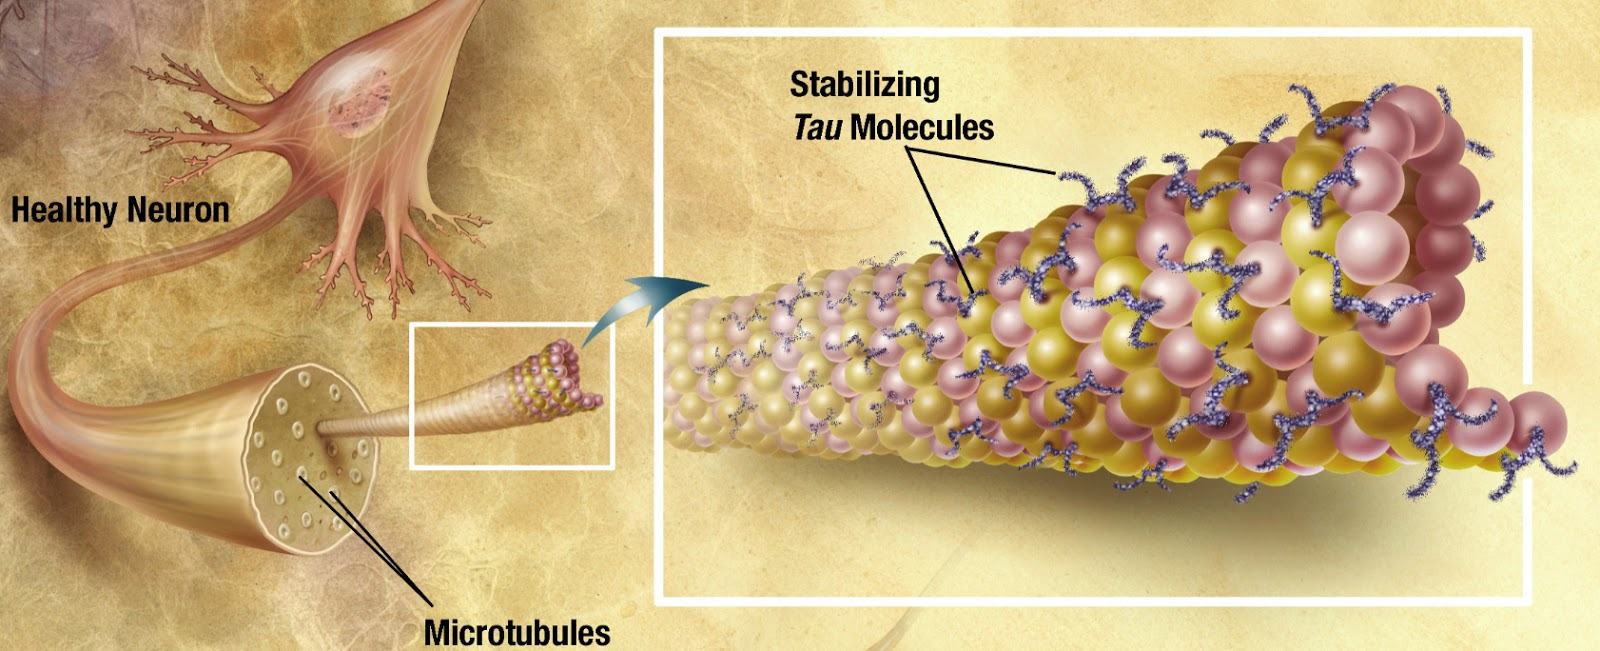 Healthy Neuron
Stabilizing
Tau Molecules
Microtubules